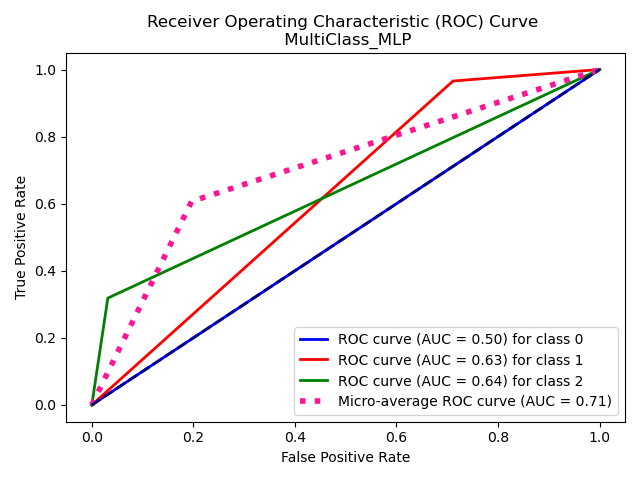 Receiver Operating Characteristic (ROC) Curve
MultiClass_MLP
True Positive Rate
1.0
0.8
0.6
0.4
0.2
0.0
ROC curve (AUC = 0.50) for class 0
ROC curve (AUC = 0.63) for class 1
ROC curve (AUC = 0.64) for class 2
Micro-average ROC curve (AUC = 0.71)
0.0 0.2 0.4 0.6 0.8 1.0
False Positive Rate